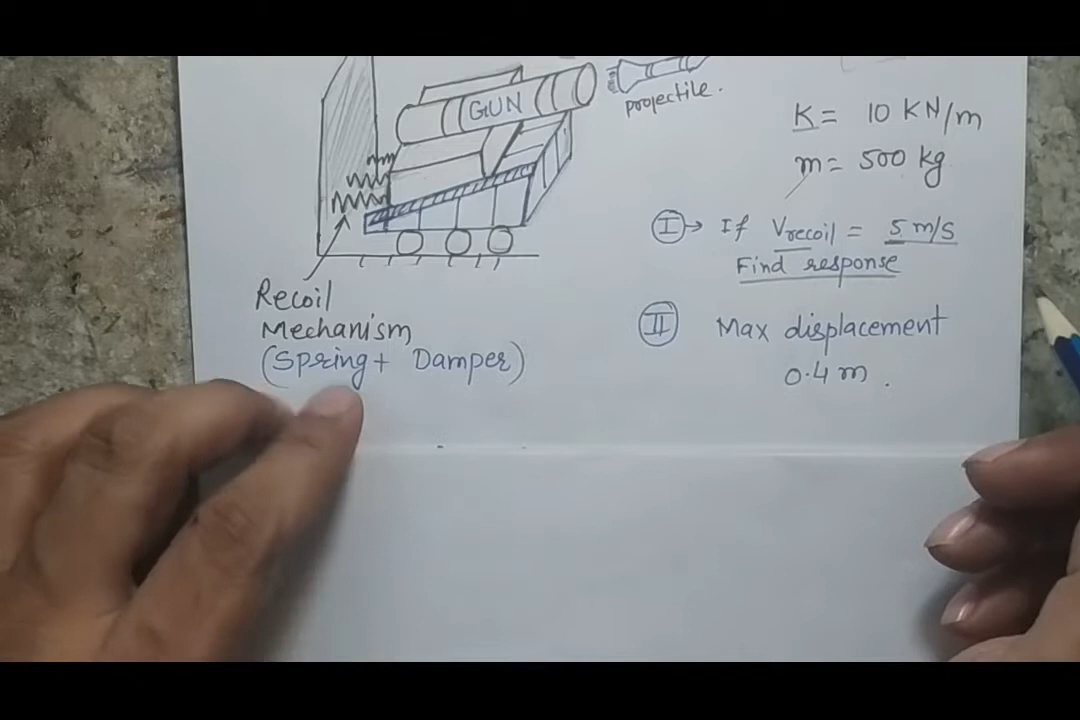 GUN
projectile.
K = 10 KN/m
m = 500 kg
I → If Vrecoil = 5 m/s
Find response
Recoil
Mechanism
(Spring + Damper)
II Max displacement
0.4 m .